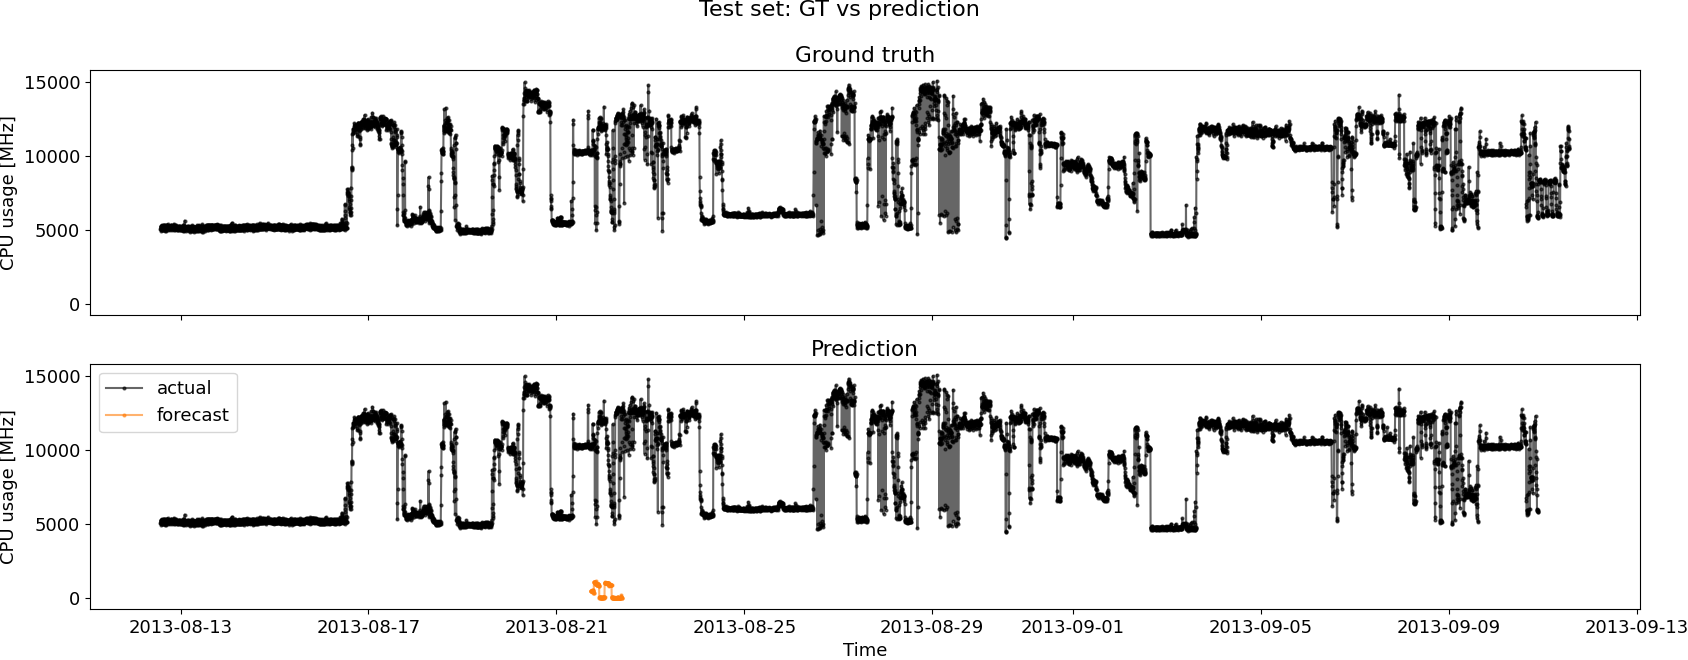 Test set: GT vs prediction
Ground truth
CPU usage [MHz]
15000
10000
5000
0
Prediction
CPU usage [MHz]
15000
10000
5000
0
actual
forecast
2013-08-13 2013-08-17 2013-08-21 2013-08-25 2013-08-29 2013-09-01 2013-09-05 2013-09-09 2013-09-13
Time